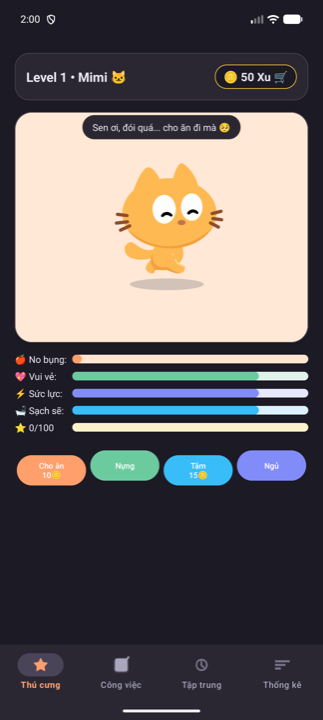 2:00
Level 1 • Mimi 🐱
🪙 50 Xu 🛒
Sen ơi, đói quá... cho ăn đi mà 🥺
🍎 No bụng:
💖 Vui vẻ:
⚡ Sức lực:
🛁 Sạch sẽ:
⭐ 0/100
Cho ăn
10🪙
Nựng
Tắm
15🪙
Ngủ
Thú cưng
Công việc
Tập trung
Thống kê